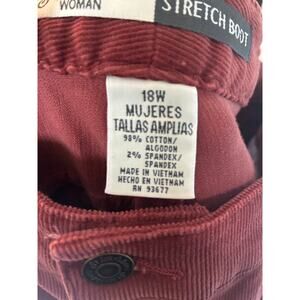 WOMAN
STRETCH BOOT
18W
MUJERES
TALLAS AMPLIAS
98% COTTON/
ALGODON
2% SPANDEX/
SPANDEX
MADE IN VIETNAM
HECHO EN VIETNAM
RN 93677